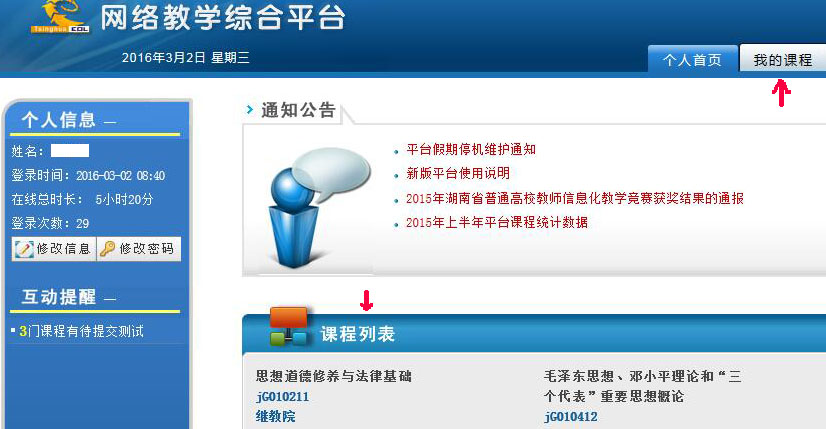 Tsinghua COL
网络教学综合平台
2016年3月2日 星期三
个人首页
我的课程
个人信息
姓名：
登录时间：2016-03-02 08:40
在线总时长： 5小时20分
登录次数：29
修改信息
修改密码
互动提醒
3门课程有待提交测试
通知公告
平台假期停机维护通知
新版平台使用说明
2015年湖南省普通高校教师信息化教学竞赛获奖结果的通报
2015年上半年平台课程统计数据
课程列表
思想道德修养与法律基础
jG010211
继教院
毛泽东思想、邓小平理论和“三
个代表”重要思想概论
jG010412